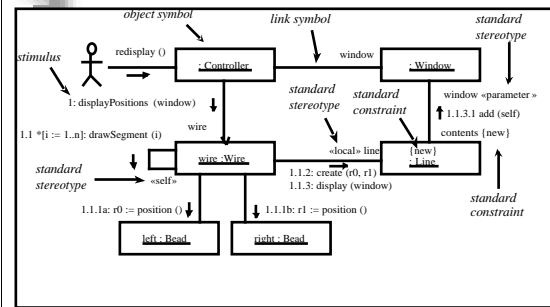 object symbol
link symbol
standard
stereotype
stimulus
redisplay ()
: Controller
window
: Window
1: displayPositions (window)
standard
stereotype
standard
constraint
window «parameter »
1.1.3.1 add (self)
wire
contents {new}
1.1 *[i := 1..n]: drawSegment (i)
«local» line
{new}
: Line
wire :Wire
standard
stereotype
«self»
1.1.2: create (r0, r1)
1.1.3: display (window)
standard
constraint
1.1.1a: r0 := position ()
1.1.1b: r1 := position ()
left : Bead
right : Bead